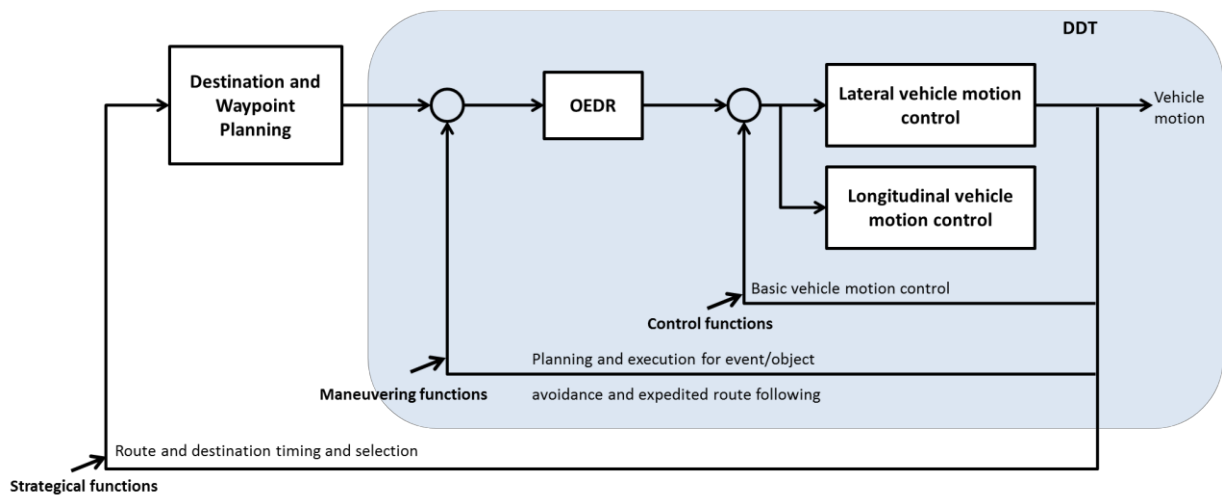 DDT
Destination and
Waypoint
Planning
OEDR
Lateral vehicle motion
control
Vehicle
motion
Longitudinal vehicle
motion control
Basic vehicle motion control
Control functions
Planning and execution for event/object
Maneuvering functions
avoidance and expedited route following
Route and destination timing and selection
Strategical functions